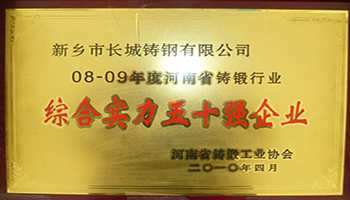 新乡市长城铸钢有限公司
08-09年度河南省铸锻行业
综合实力五十强企业
河南省铸锻工业协会
二〇一〇年四月